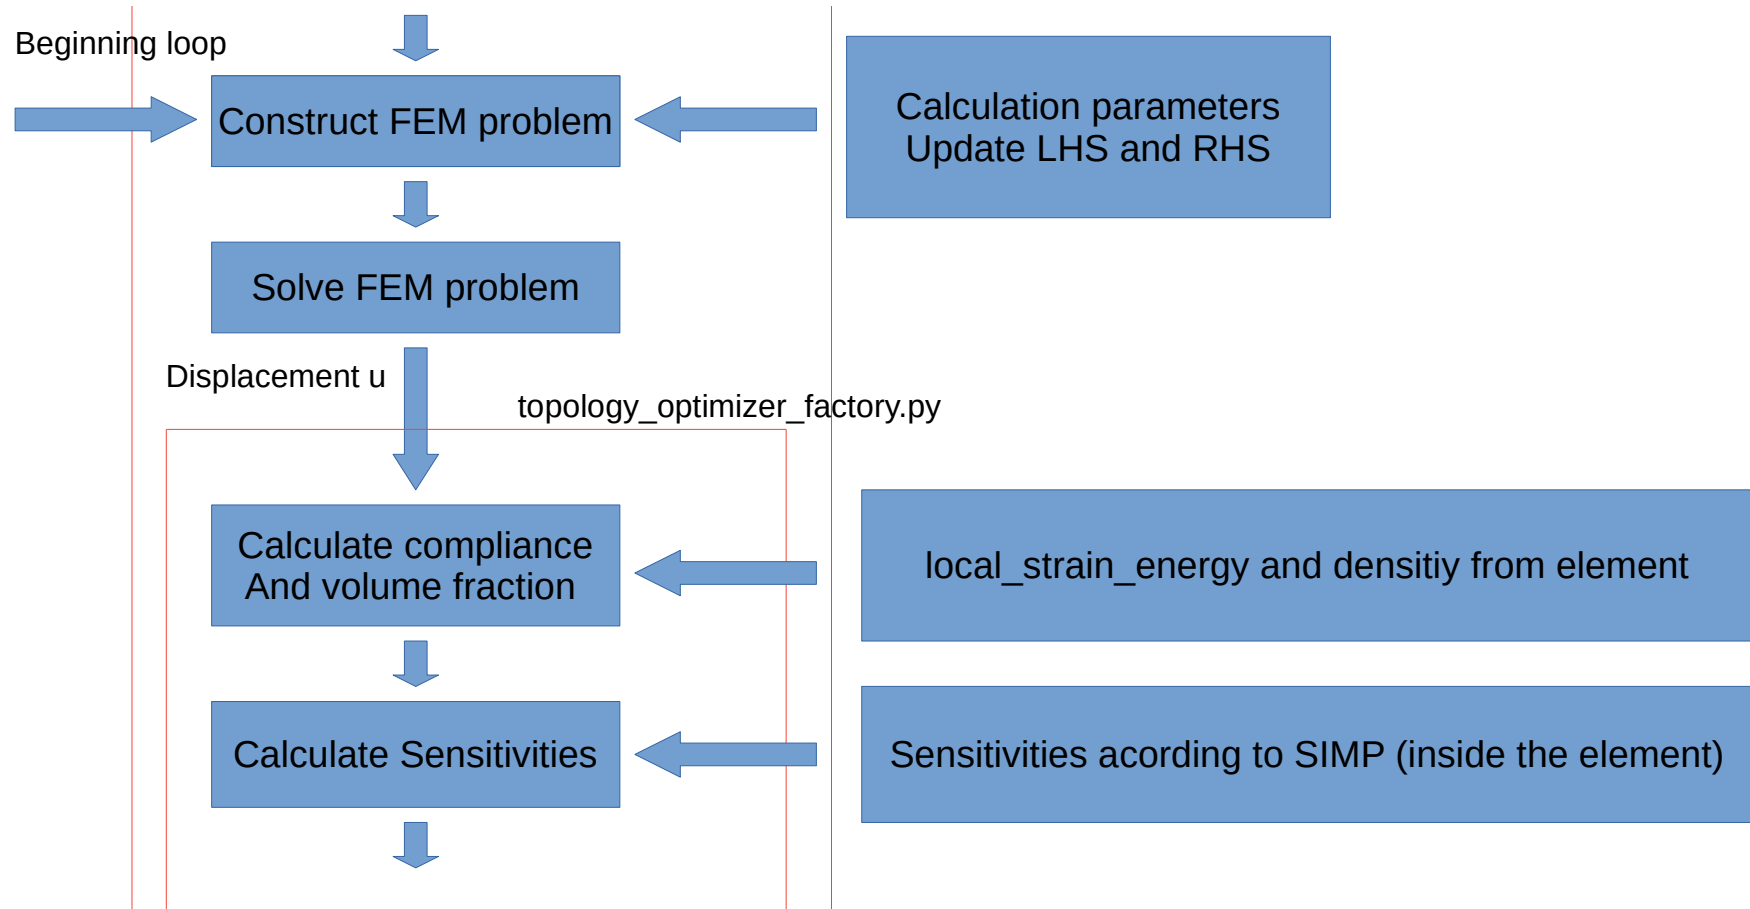 Beginning loop
Construct FEM problem
Calculation parameters
Update LHS and RHS
Solve FEM problem
Displacement u
topology_optimizer_factory.py
Calculate compliance
And volume fraction
local_strain_energy and densitiy from element
Calculate Sensitivities
Sensitivities acording to SIMP (inside the element)